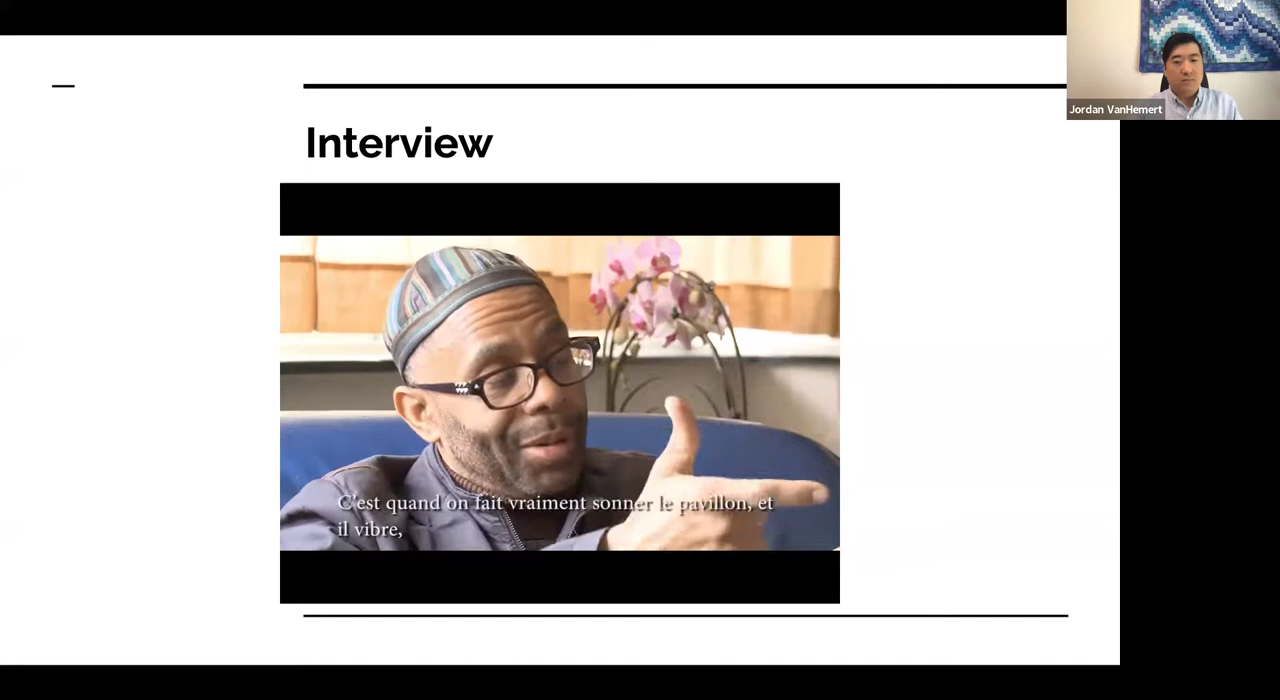 Jordan VanHemert
Interview
C'est quand on fait vraiment sonner le pavillon, et
il vibre,